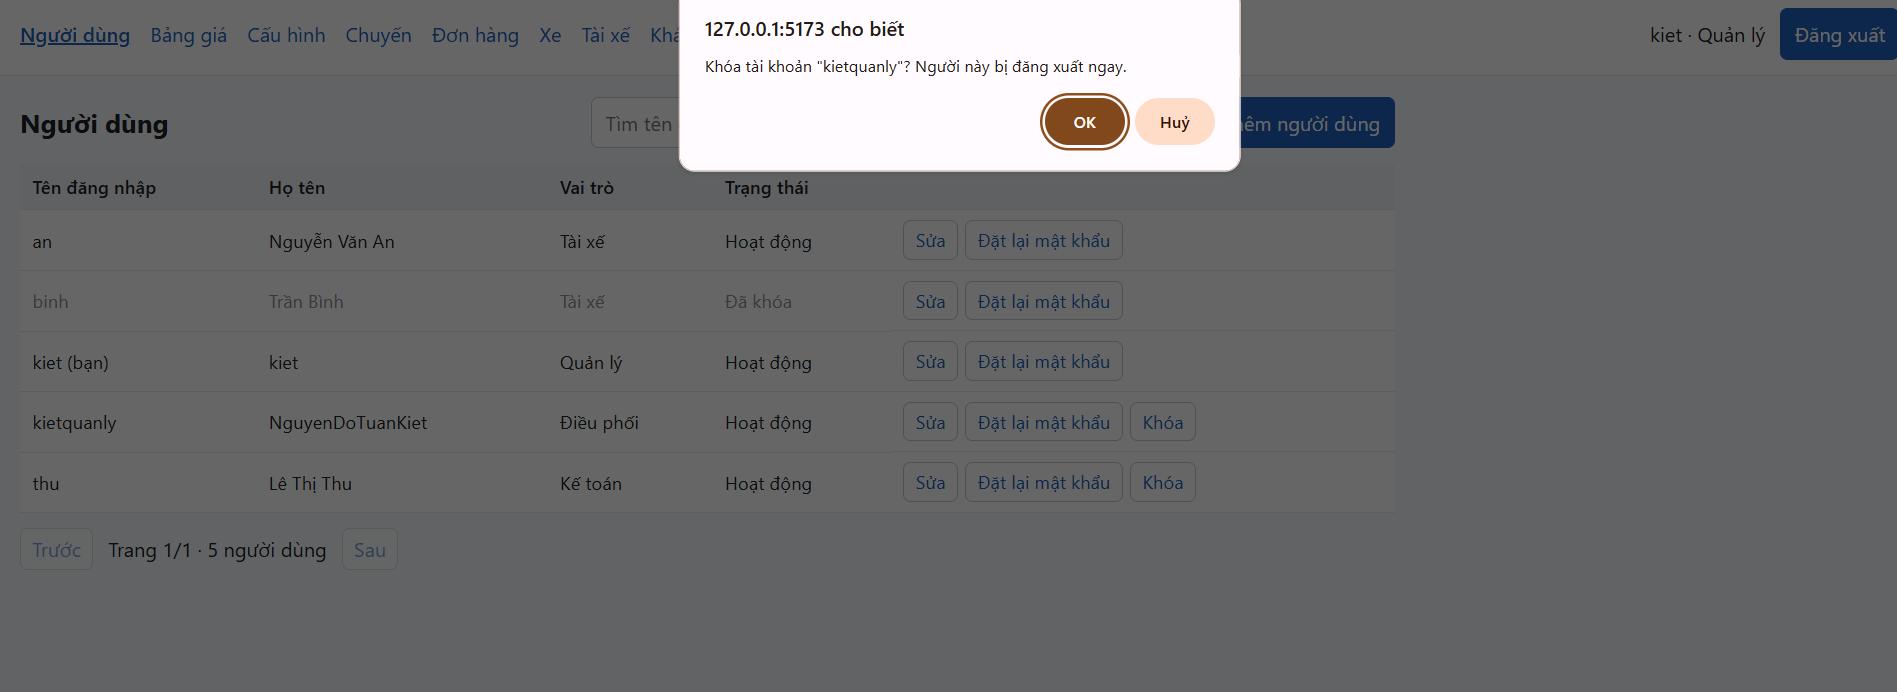 127.0.0.1:5173 cho biết
Khóa tài khoản "kietquanly"? Người này bị đăng xuất ngay.
OK Huỷ
Người dùng Bảng giá Cấu hình Chuyến Đơn hàng Xe Tài xế kiet · Quản lý Đăng xuất
Người dùng Tìm tên người dùng
Tên đăng nhập Họ tên Vai trò Trạng thái
an Nguyễn Văn An Tài xế Hoạt động Sửa Đặt lại mật khẩu
binh Trần Bình Tài xế Đã khóa Sửa Đặt lại mật khẩu
kiet (bạn) kiet Quản lý Hoạt động Sửa Đặt lại mật khẩu
kietquanly NguyenDoTuanKiet Điều phối Hoạt động Sửa Đặt lại mật khẩu Khóa
thu Lê Thị Thu Kế toán Hoạt động Sửa Đặt lại mật khẩu Khóa
Trước Trang 1/1 · 5 người dùng Sau